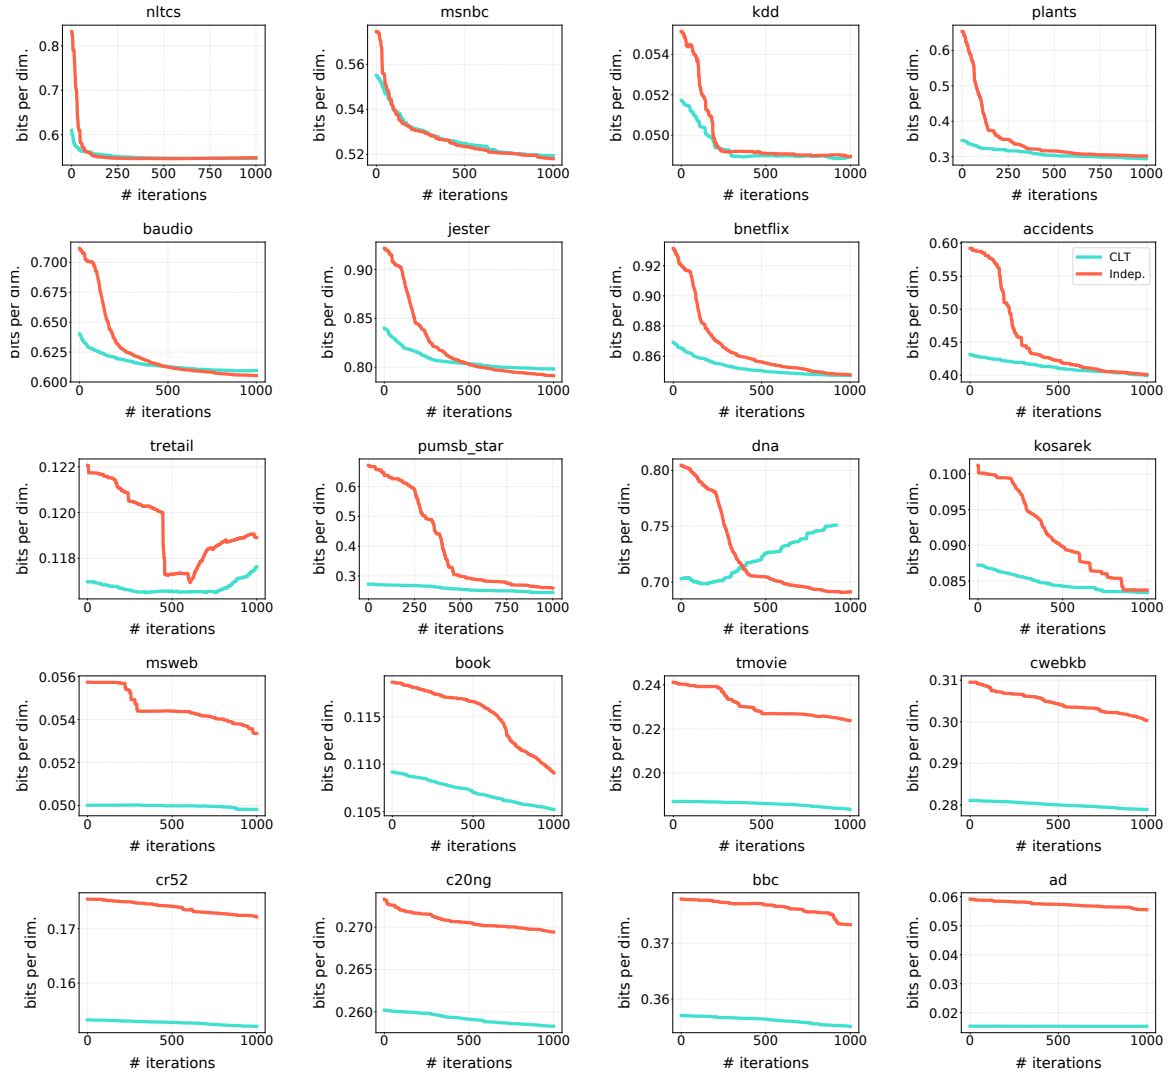 nltcs
bits per dim.
0.8
0.7
0.6
0 250 500 750 1000
# iterations
msnbc
bits per dim.
0.56
0.54
0.52
0 500 1000
# iterations
kdd
bits per dim.
0.054
0.051
0.050
0 500 1000
# iterations
plants
bits per dim.
0.6
0.5
0.4
0.3
0 250 500 750 1000
# iterations
baudio
bits per dim.
0.700
0.675
0.650
0.625
0.600
0 500 1000
# iterations
jester
bits per dim.
0.90
0.85
0.80
0 500 1000
# iterations
bnetflix
bits per dim.
0.92
0.90
0.88
0.86
0 500 1000
# iterations
accidents
bits per dim.
0.60
0.55
0.50
0.45
0.40
0 500 1000
# iterations
CLT
Indep.
tretail
bits per dim.
0.122
0.120
0.118
0 500 1000
# iterations
pumsb_star
bits per dim.
0.6
0.5
0.4
0.3
0 250 500 750 1000
# iterations
dna
bits per dim.
0.80
0.75
0.70
0 500 1000
# iterations
kosarek
bits per dim.
0.100
0.095
0.090
0.085
0 500 1000
# iterations
msweb
bits per dim.
0.056
0.054
0.052
0.050
0 500 1000
# iterations
book
bits per dim.
0.115
0.110
0.105
0 500 1000
# iterations
tmovie
bits per dim.
0.24
0.22
0.20
0 500 1000
# iterations
cwebkb
bits per dim.
0.31
0.30
0.29
0.28
0 500 1000
# iterations
cr52
bits per dim.
0.17
0.16
0 500 1000
# iterations
c20ng
bits per dim.
0.270
0.265
0.260
0 500 1000
# iterations
bbc
bits per dim.
0.37
0.36
0 500 1000
# iterations
ad
bits per dim.
0.06
0.05
0.04
0.03
0.02
0 500 1000
# iterations